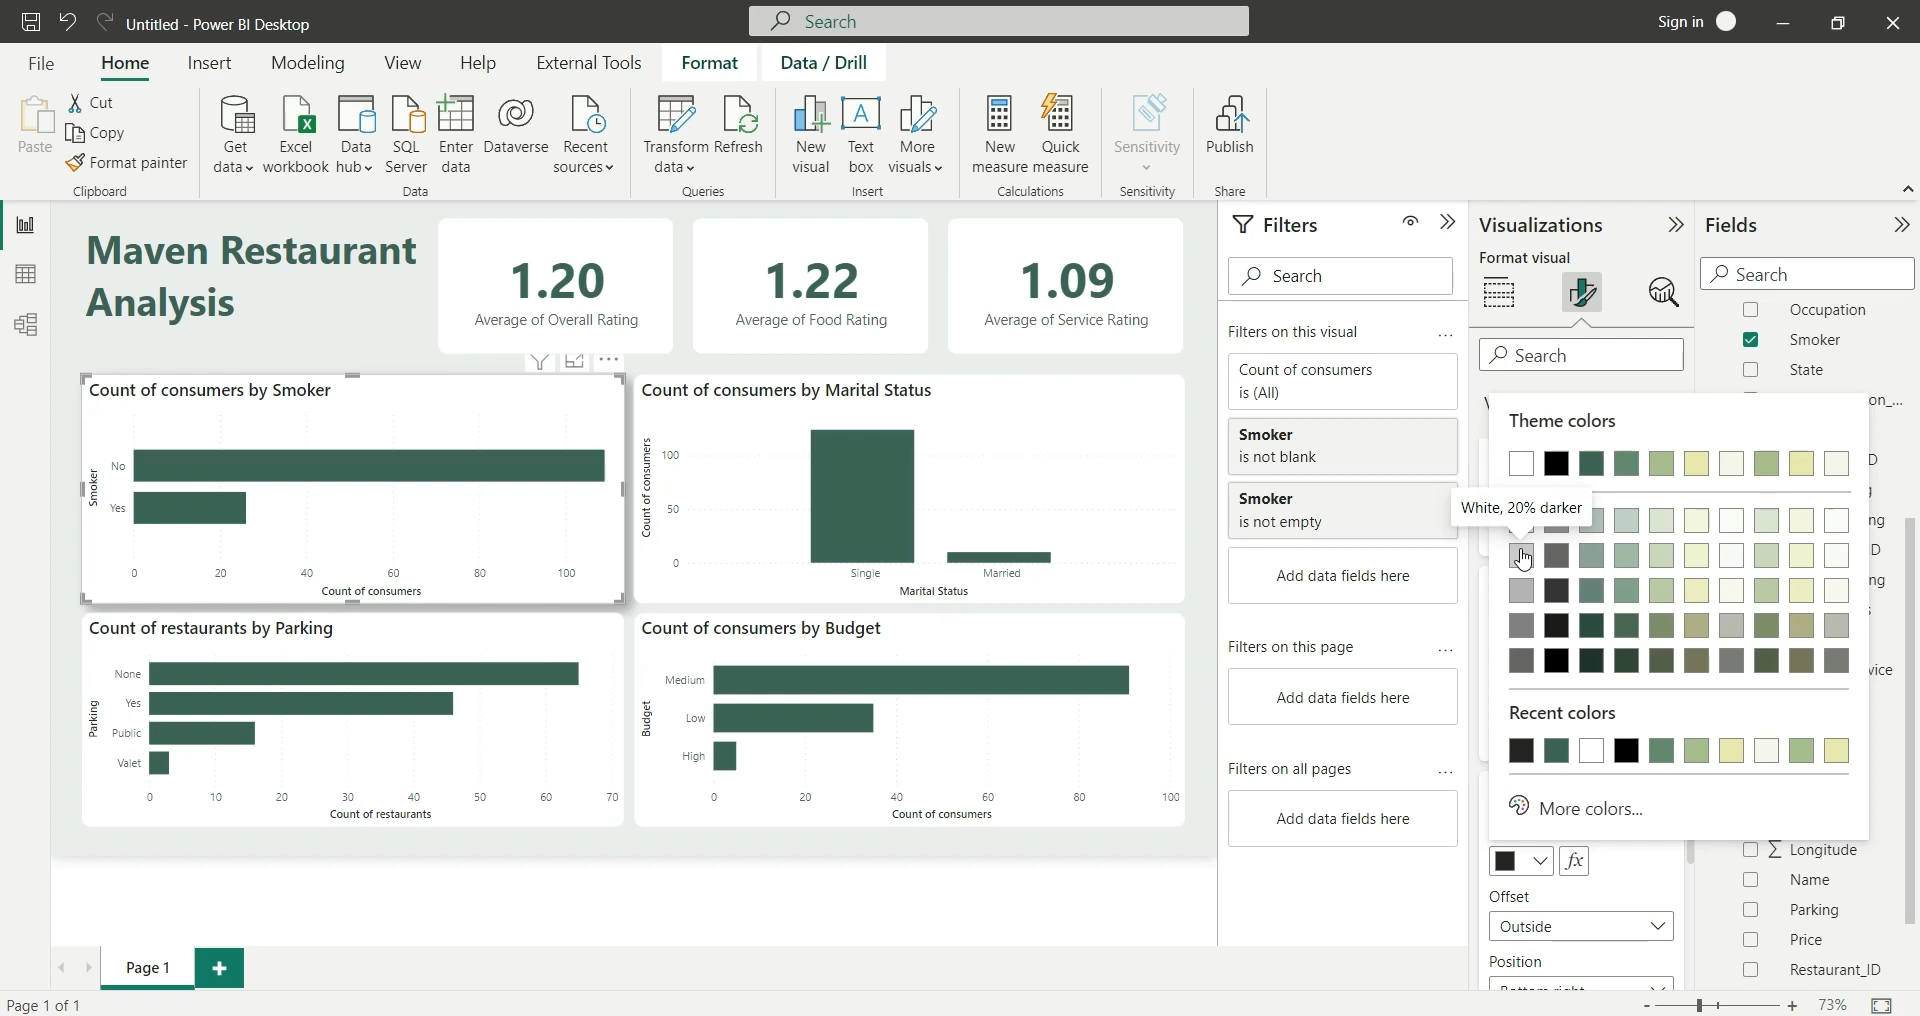 Untitled - Power BI Desktop
Search
Sign in
File
Home
Insert
Modeling
View
Help
External Tools
Format
Data / Drill
Paste
Cut
Copy
Format painter
Clipboard
Get
data
Excel
workbook
Data
hub
SQL
Server
Enter
data
Dataverse
Recent
sources
Data
Transform
data
Refresh
Queries
New
visual
Text
box
More
visuals
Insert
New
measure
Quick
measure
Calculations
Sensitivity
Sensitivity
Publish
Share
Maven Restaurant
Analysis
1.20
Average of Overall Rating
1.22
Average of Food Rating
1.09
Average of Service Rating
Count of consumers by Smoker
Smoker
No
Yes
0 20 40 60 80 100
Count of consumers
Count of consumers by Marital Status
Count of consumers
100
50
0
Single Married
Marital Status
Count of restaurants by Parking
Parking
None
Yes
Public
Valet
0 10 20 30 40 50 60 70
Count of restaurants
Count of consumers by Budget
Budget
Medium
Low
High
0 20 40 60 80 100
Count of consumers
Filters
Search
Filters on this visual ...
Count of consumers
is (All)
Smoker
is not blank
Smoker
is not empty
Add data fields here
Filters on this page ...
Add data fields here
Filters on all pages ...
Add data fields here
Visualizations
Format visual
Search
Theme colors
White, 20% darker
Recent colors
More colors...
fx
Offset
Outside
Position
Fields
Search
Occupation
Smoker
State
on_...
D
ng
D
ng
vice
Longitude
Name
Parking
Price
Restaurant_ID
Page 1
Page 1 of 1
73%